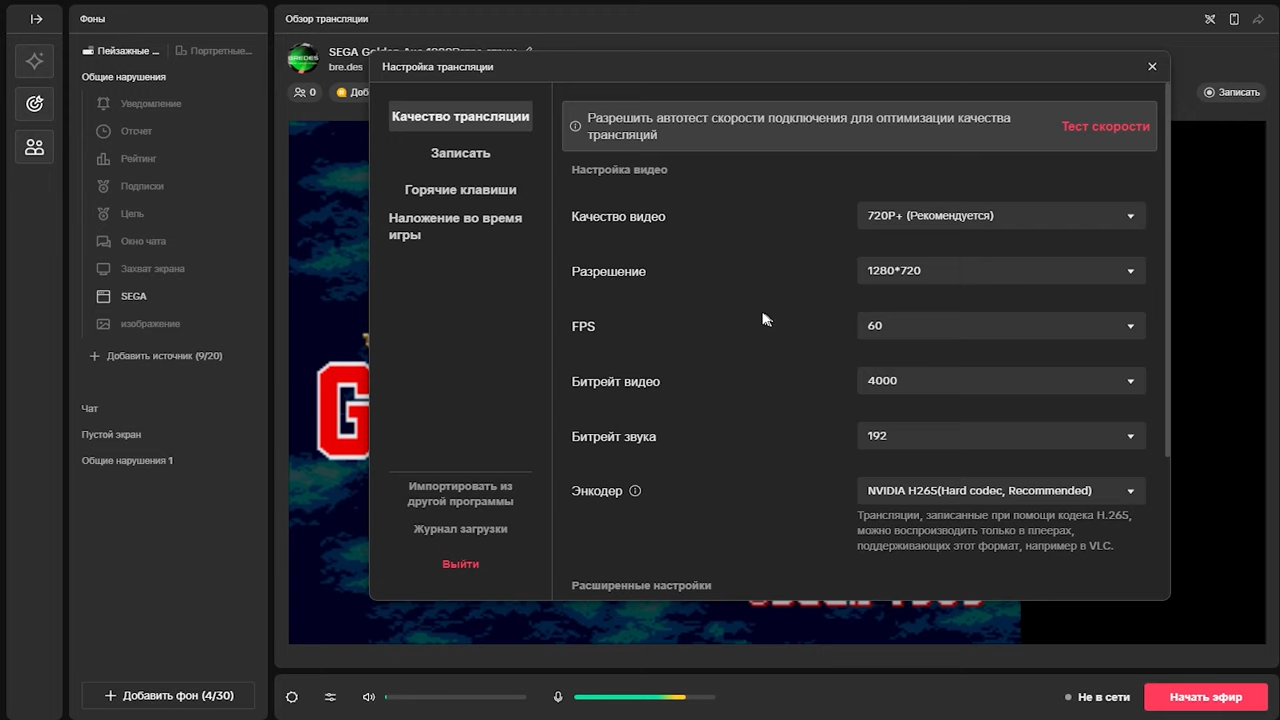 Фоны
Обзор трансляции
Пейзажные ...
Портретные...
Общие нарушения
Уведомление
Отсчет
Рейтинг
Подписки
Цель
Окно чата
Захват экрана
SEGA
изображение
Добавить источник (9/20)
Чат
Пустой экран
Общие нарушения 1
Добавить фон (4/30)
BREDES
SEGA
bre.des
0
Доб
Записать
Настройка трансляции
Качество трансляции
Записать
Горячие клавиши
Наложение во время
игры
Импортировать из
другой программы
Журнал загрузки
Выйти
Разрешить автотест скорости подключения для оптимизации качества
трансляций
Тест скорости
Настройка видео
Качество видео
720P+ (Рекомендуется)
Разрешение
1280*720
FPS
60
Битрейт видео
4000
Битрейт звука
192
Энкодер
NVIDIA H265(Hard codec, Recommended)
Трансляции, записанные при помощи кодека H.265,
можно воспроизводить только в плеерах,
поддерживающих этот формат, например в VLC.
Расширенные настройки
G
Не в сети
Начать эфир